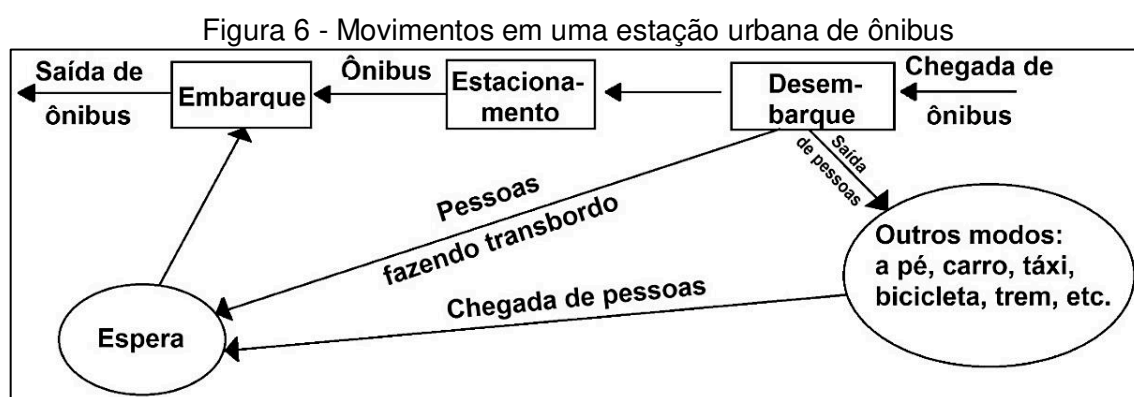 Figura 6 - Movimentos em uma estação urbana de ônibus
Saída de
ônibus
Embarque
Ônibus
Estaciona-
mento
Desem-
barque
Chegada de
ônibus
Saída
de pessoas
Pessoas
fazendo transbordo
Outros modos:
a pé, carro, táxi,
bicicleta, trem, etc.
Chegada de pessoas
Espera